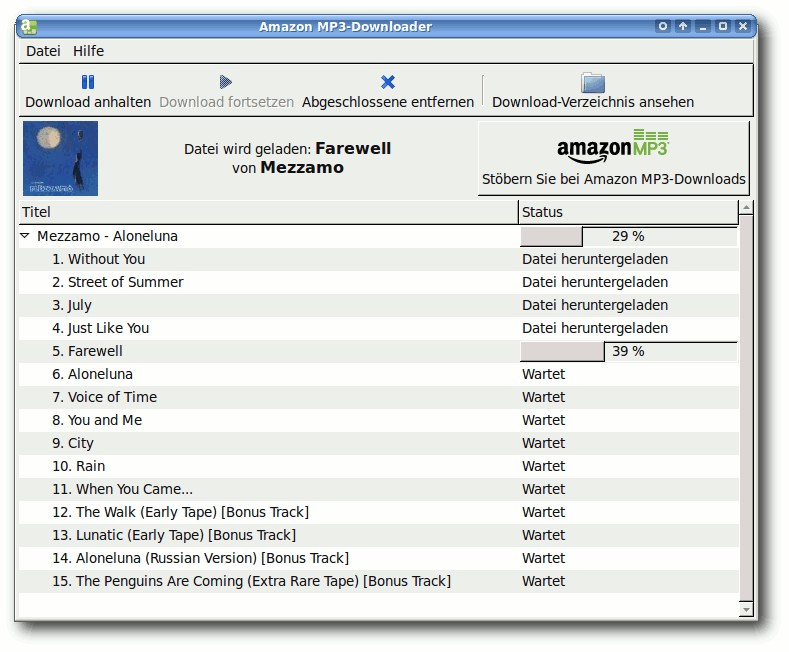 Amazon MP3-Downloader
Datei Hilfe
Download anhalten Download fortsetzen Abgeschlossene entfernen Download-Verzeichnis ansehen
Datei wird geladen: Farewell
von Mezzamo
amazonMP3
Stöbern Sie bei Amazon MP3-Downloads
Titel Status
Mezzamo - Aloneluna 29 %
1. Without You Datei heruntergeladen
2. Street of Summer Datei heruntergeladen
3. July Datei heruntergeladen
4. Just Like You Datei heruntergeladen
5. Farewell 39 %
6. Aloneluna Wartet
7. Voice of Time Wartet
8. You and Me Wartet
9. City Wartet
10. Rain Wartet
11. When You Came... Wartet
12. The Walk (Early Tape) [Bonus Track] Wartet
13. Lunatic (Early Tape) [Bonus Track] Wartet
14. Aloneluna (Russian Version) [Bonus Track] Wartet
15. The Penguins Are Coming (Extra Rare Tape) [Bonus Track] Wartet